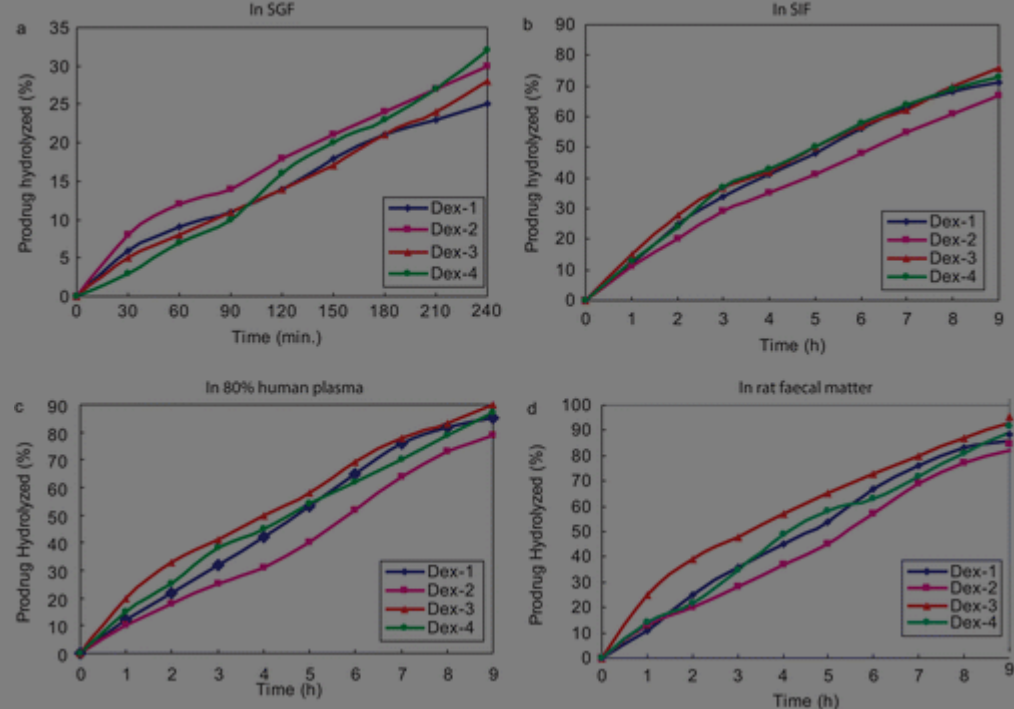 In SGF
a
Prodrug hydrolyzed (%)
35
30
25
20
15
10
5
0
Dex-1
Dex-2
Dex-3
Dex-4
0 30 60 90 120 150 180 210 240
Time (min.)
In SIF
b
Prodrug hydrolyzed (%)
90
80
70
60
50
40
30
20
10
0
Dex-1
Dex-2
Dex-3
Dex-4
0 1 2 3 4 5 6 7 8 9
Time (h)
In 80% human plasma
c
Prodrug Hydrolyzed (%)
90
80
70
60
50
40
30
20
10
0
Dex-1
Dex-2
Dex-3
Dex-4
0 1 2 3 4 5 6 7 8 9
Time (h)
In rat faecal matter
d
Prodrug Hydrolyzed (%)
100
90
80
70
60
50
40
30
20
10
0
Dex-1
Dex-2
Dex-3
Dex-4
0 1 2 3 4 5 6 7 8 9
Time (h)